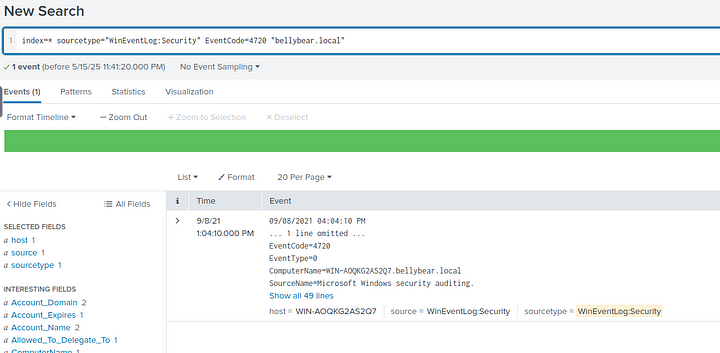 New Search
1 index=* sourcetype="WinEventLog:Security" EventCode=4720 "bellybear.local"
✓ 1 event (before 5/15/25 11:41:20.000 PM) No Event Sampling ▾
Events (1) Patterns Statistics Visualization
Format Timeline ▾ — Zoom Out + Zoom to Selection × Deselect
List ▾ Format 20 Per Page ▾
< Hide Fields All Fields i Time Event
SELECTED FIELDS
a host 1
a source 1
a sourcetype 1
INTERESTING FIELDS
a Account_Domain 2
a Account_Expires 1
a Account_Name 2
a Allowed_To_Delegate_To 1
a ComputerName 1
> 9/8/21
1:04:10.000 PM
09/08/2021 04:04:10 PM
... 1 line omitted ...
EventCode=4720
EventType=0
ComputerName=WIN-AOQKG2AS2Q7.bellybear.local
SourceName=Microsoft Windows security auditing.
Show all 49 lines
host = WIN-AOQKG2AS2Q7 source = WinEventLog:Security sourcetype = WinEventLog:Security